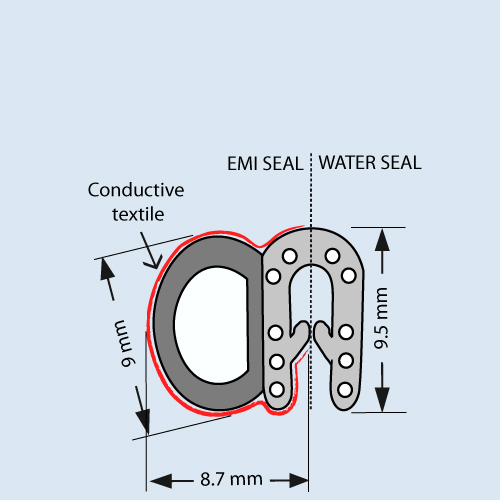 EMI SEAL
WATER SEAL
Conductive
textile
9 mm
9.5 mm
8.7 mm